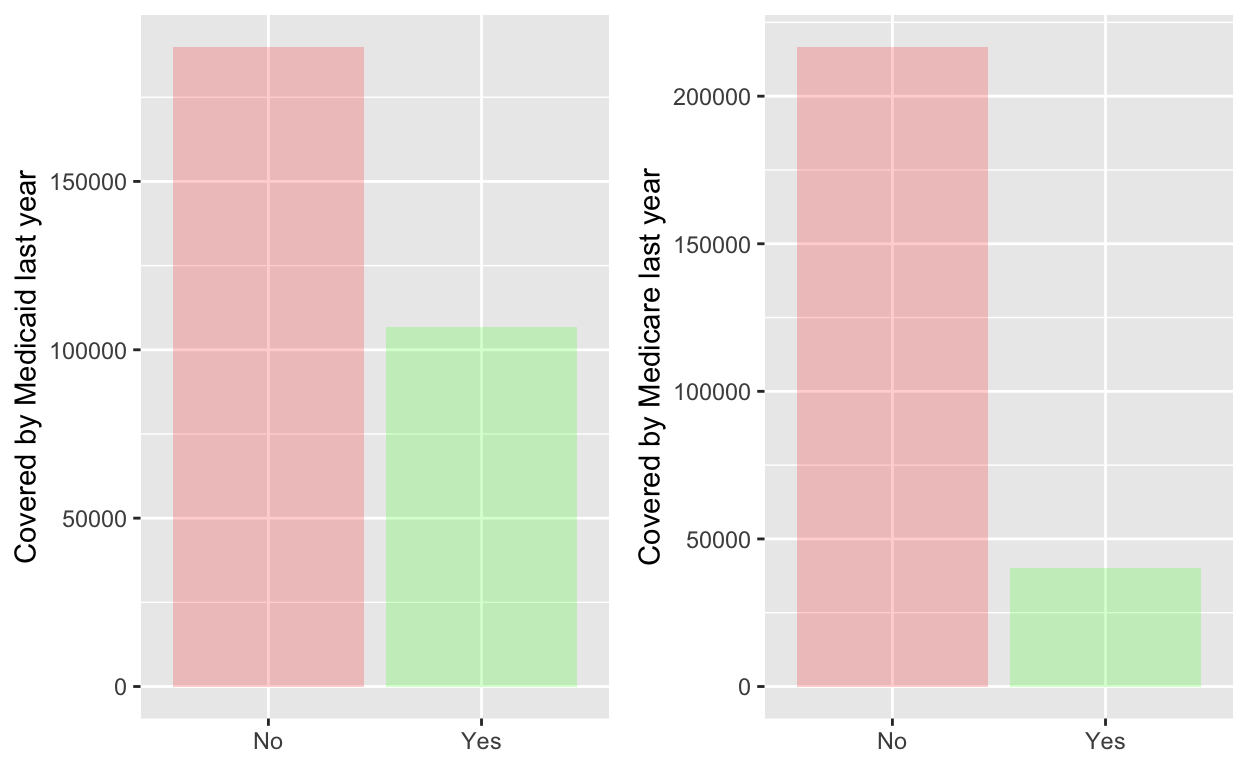 Covered by Medicaid last year
150000
100000
50000
0
No Yes
Covered by Medicare last year
200000
150000
100000
50000
0
No Yes